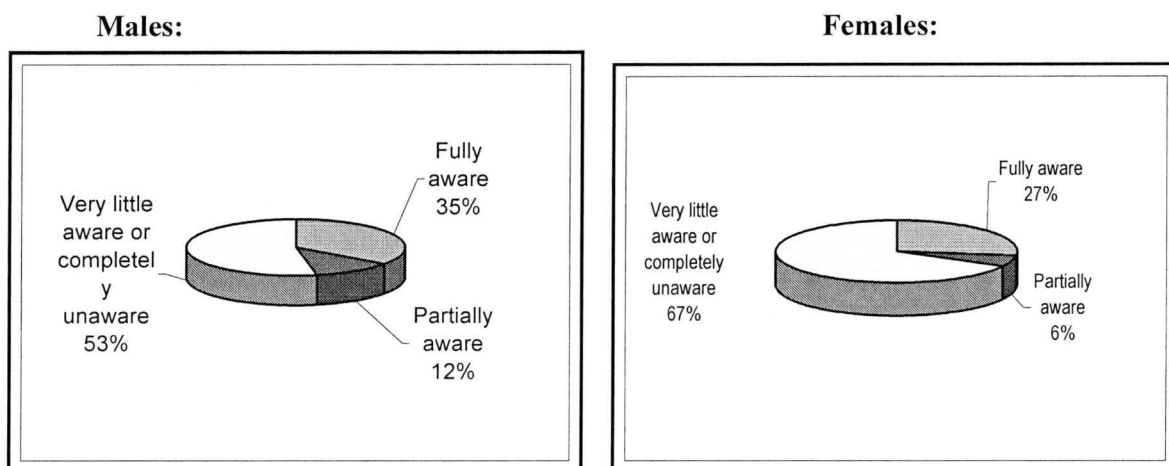 Males:
Fully
aware
35%
Very little
aware or
completel
y
unaware
53%
Partially
aware
12%
Females:
Fully aware
27%
Very little
aware or
completely
unaware
67%
Partially
aware
6%